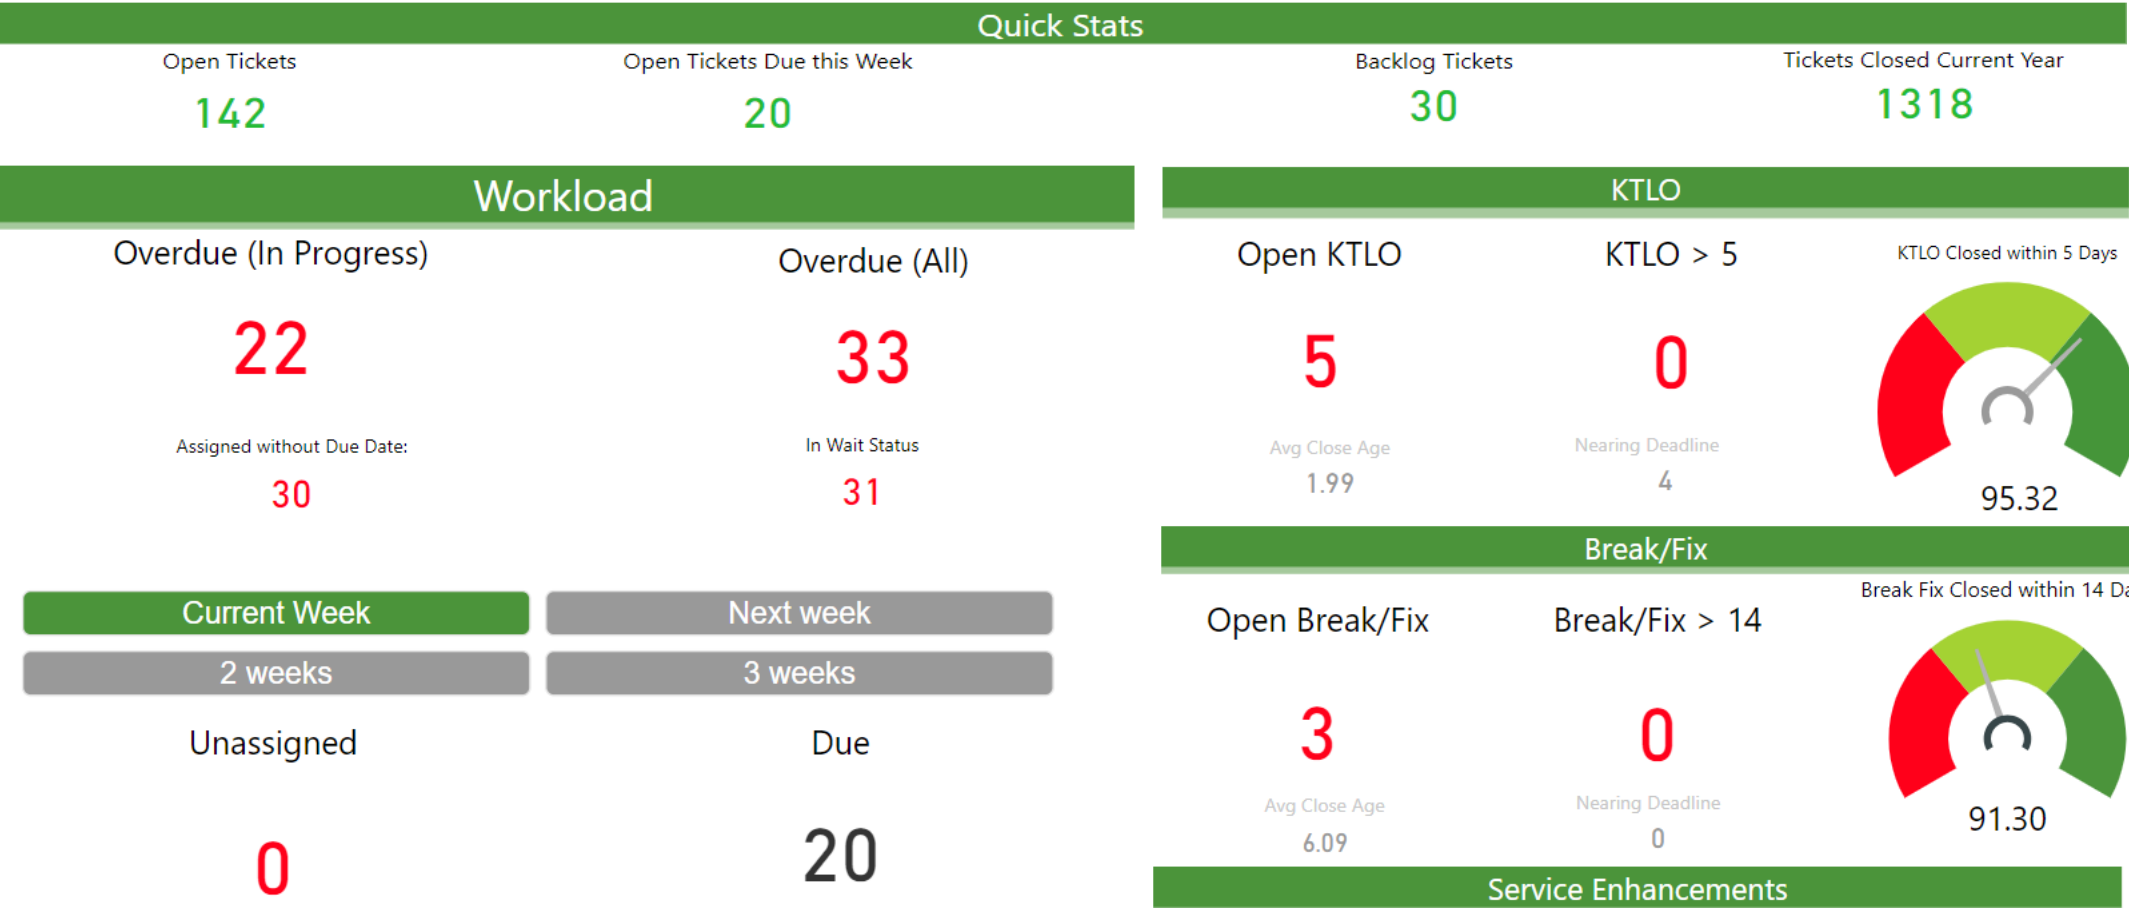 Quick Stats
Open Tickets
142
Open Tickets Due this Week
20
Backlog Tickets
30
Tickets Closed Current Year
1318
Workload
Overdue (In Progress)
22
Overdue (All)
33
Assigned without Due Date:
30
In Wait Status
31
Current Week
Next week
2 weeks
3 weeks
Unassigned
0
Due
20
KTLO
Open KTLO
5
KTLO > 5
0
KTLO Closed within 5 Days
Avg Close Age
1.99
Nearing Deadline
4
95.32
Break/Fix
Open Break/Fix
3
Break/Fix > 14
0
Break Fix Closed within 14 Da
Avg Close Age
6.09
Nearing Deadline
0
91.30
Service Enhancements